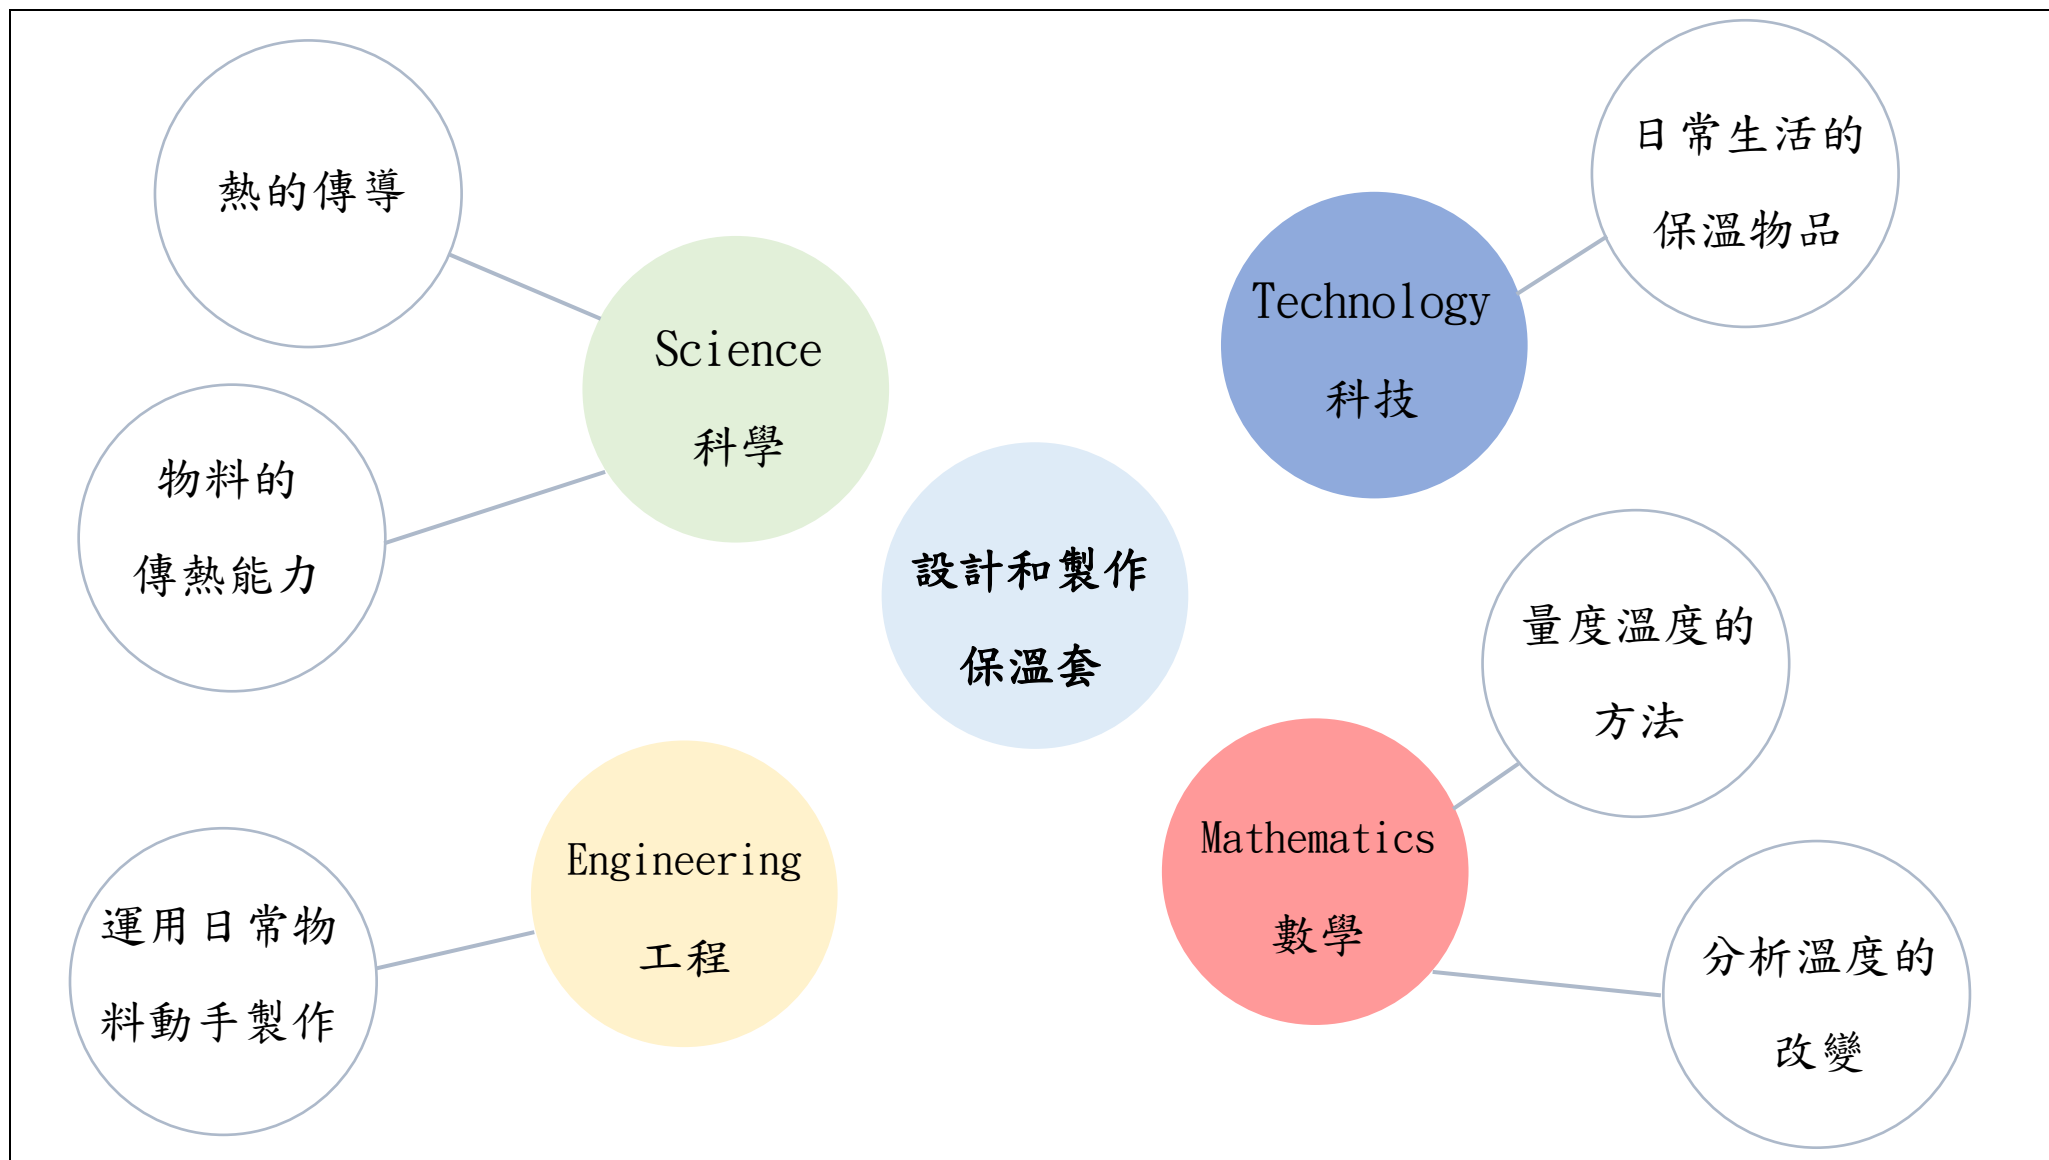 熱的傳導
Science
科學
物料的
傳熱能力
Technology
科技
日常生活的
保溫物品
設計和製作
保溫套
Engineering
工程
運用日常物
料動手製作
Mathematics
數學
量度溫度的
方法
分析溫度的
改變